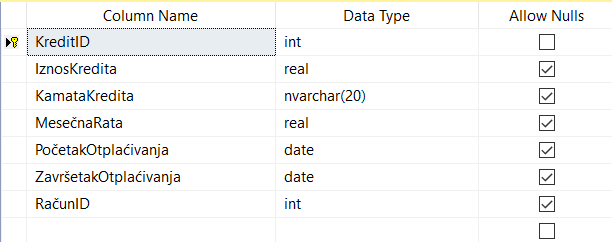 Column Name Data Type Allow Nulls
KreditID int
IznosKredita real
KamataKredita nvarchar(20)
MesečnaRata real
PočetakOtplaćivanja date
ZavršetakOtplaćivanja date
RačunID int